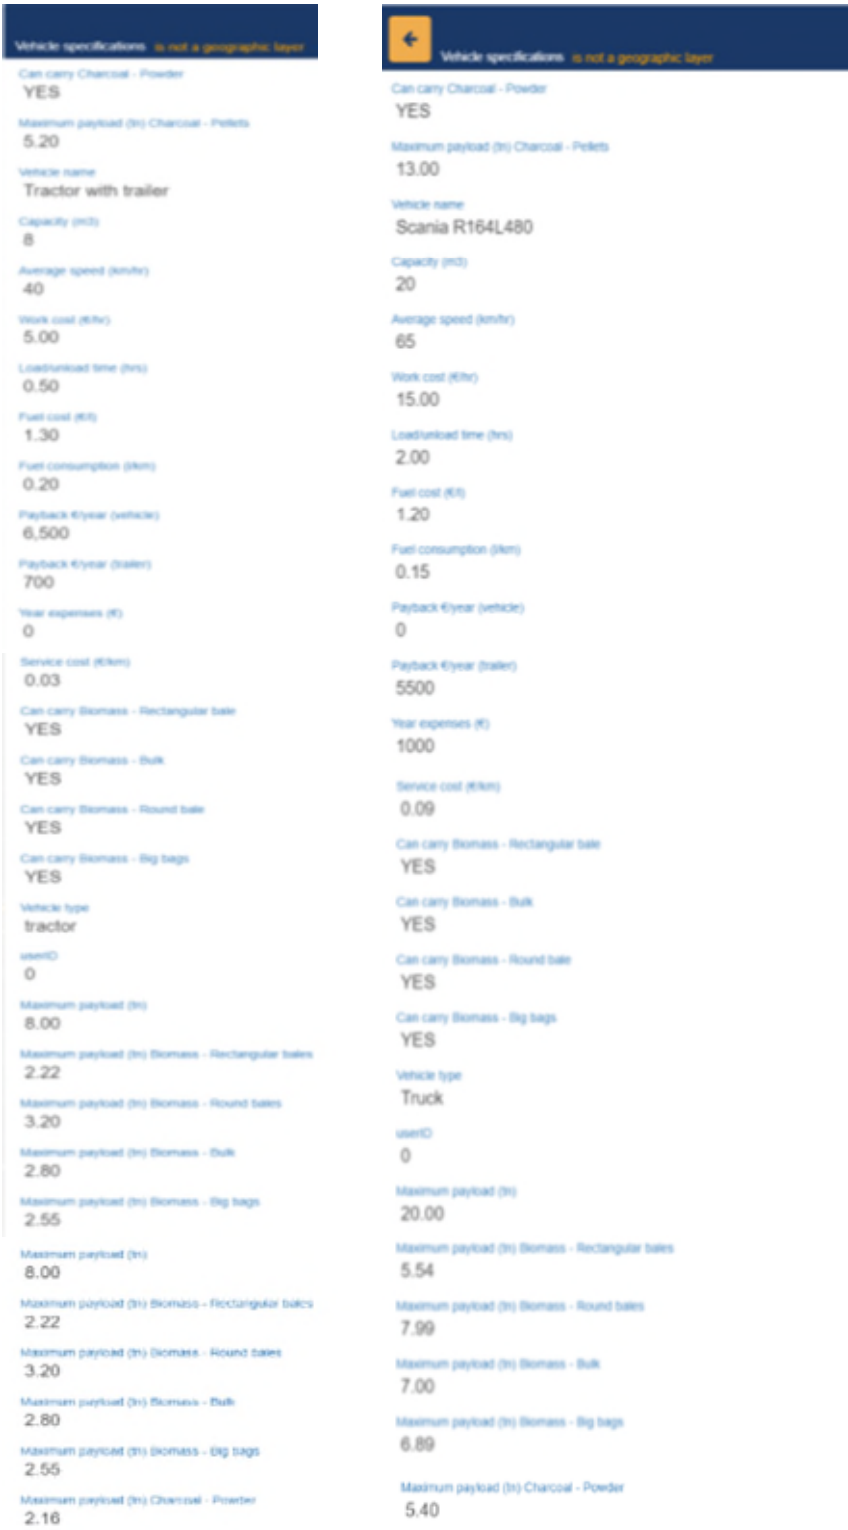 Vehicle specifications is not a geographic layer
Can carry Charcoal - Powder
YES
Maximum payload (tn) Charcoal - Pellets
5.20
Vehicle name
Tractor with trailer
Capacity (m3)
8
Average speed (km/hr)
40
Work cost (€/hr)
5.00
Load/unload time (hrs)
0.50
Fuel cost (€/l)
1.30
Fuel consumption (l/km)
0.20
Payback €/year (vehicle)
6,500
Payback €/year (trailer)
700
Year expenses (€)
0
Service cost (€/km)
0.03
Can carry Biomass - Rectangular bale
YES
Can carry Biomass - Bulk
YES
Can carry Biomass - Round bale
YES
Can carry Biomass - Big bags
YES
Vehicle type
tractor
userID
0
Maximum payload (tn)
8.00
Maximum payload (tn) Biomass - Rectangular bales
2.22
Maximum payload (tn) Biomass - Round bales
3.20
Maximum payload (tn) Biomass - Bulk
2.80
Maximum payload (tn) Biomass - Big bags
2.55
Maximum payload (tn)
8.00
Maximum payload (tn) Biomass - Rectangular bales
2.22
Maximum payload (tn) Biomass - Round bales
3.20
Maximum payload (tn) Biomass - Bulk
2.80
Maximum payload (tn) Biomass - Big bags
2.55
Maximum payload (tn) Charcoal - Powder
2.16
Vehicle specifications is not a geographic layer
Can carry Charcoal - Powder
YES
Maximum payload (tn) Charcoal - Pellets
13.00
Vehicle name
Scania R164L480
Capacity (m3)
20
Average speed (km/hr)
65
Work cost (€/hr)
15.00
Load/unload time (hrs)
2.00
Fuel cost (€/l)
1.20
Fuel consumption (l/km)
0.15
Payback €/year (vehicle)
0
Payback €/year (trailer)
5500
Year expenses (€)
1000
Service cost (€/km)
0.09
Can carry Biomass - Rectangular bale
YES
Can carry Biomass - Bulk
YES
Can carry Biomass - Round bale
YES
Can carry Biomass - Big bags
YES
Vehicle type
Truck
userID
0
Maximum payload (tn)
20.00
Maximum payload (tn) Biomass - Rectangular bales
5.54
Maximum payload (tn) Biomass - Round bales
7.99
Maximum payload (tn) Biomass - Bulk
7.00
Maximum payload (tn) Biomass - Big bags
6.89
Maximum payload (tn) Charcoal - Powder
5.40